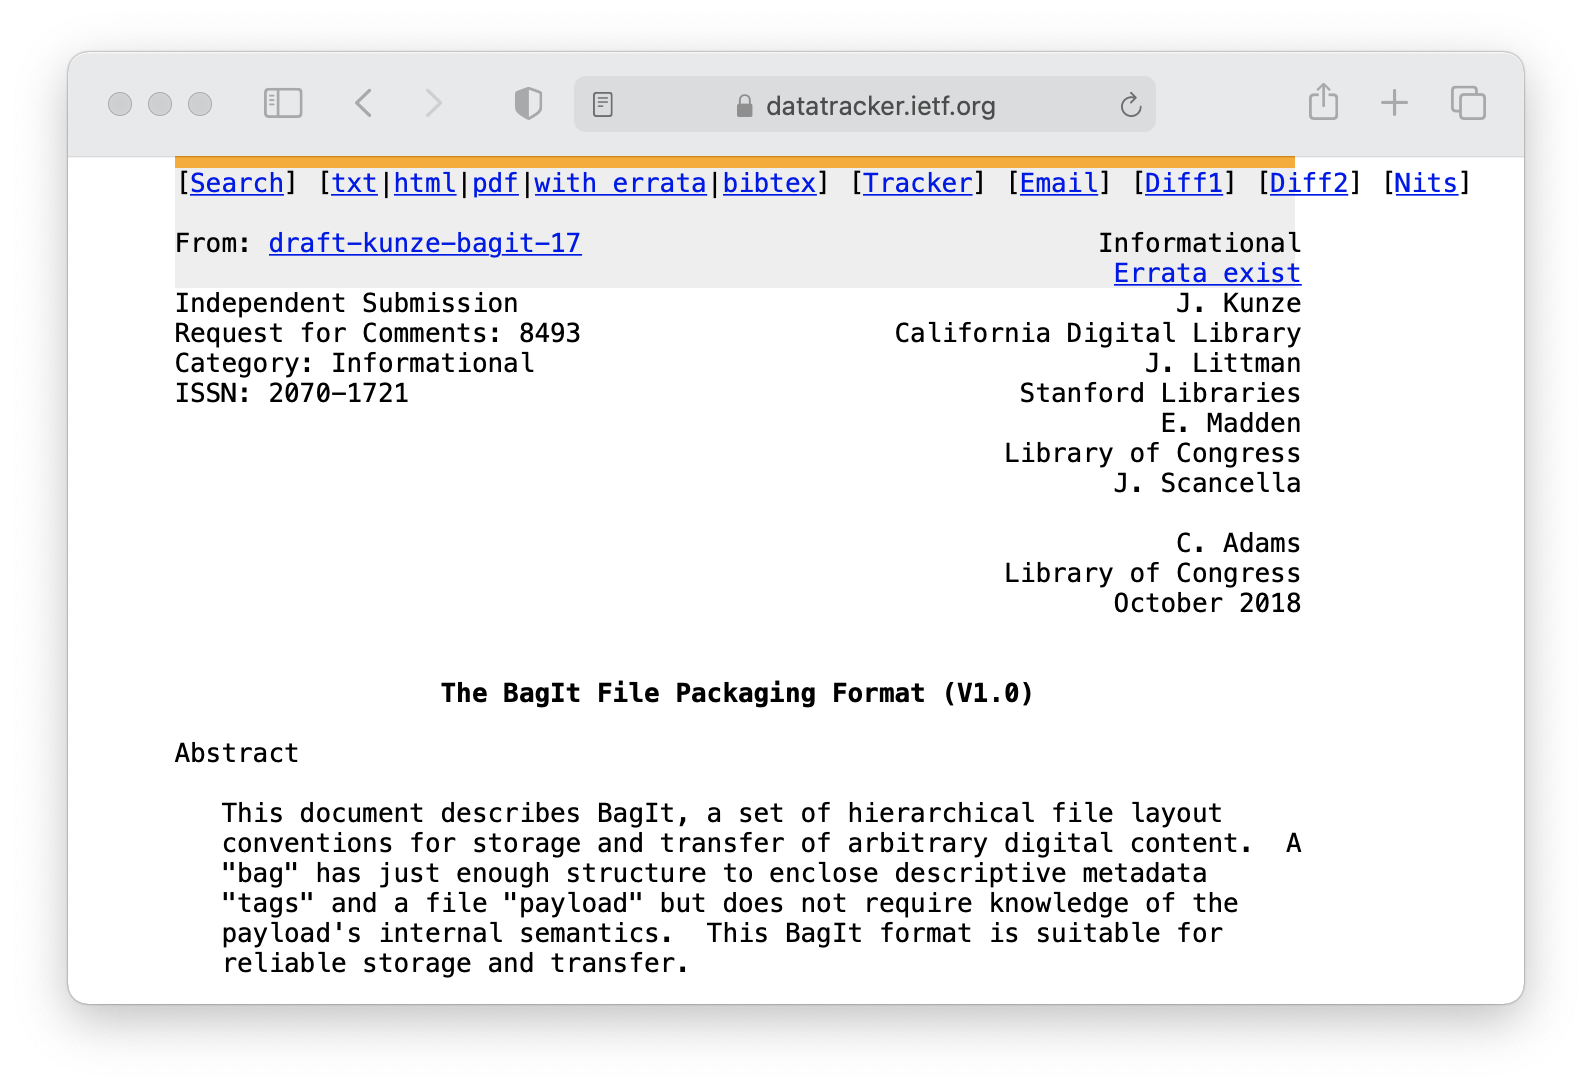 datatracker.ietf.org
[Search] [txt|html|pdf|with errata|bibtex] [Tracker] [Email] [Diff1] [Diff2] [Nits]
From: draft-kunze-bagit-17 Informational
Errata exist
Independent Submission J. Kunze
Request for Comments: 8493 California Digital Library
Category: Informational J. Littman
ISSN: 2070-1721 Stanford Libraries
E. Madden
Library of Congress
J. Scancella
C. Adams
Library of Congress
October 2018
The BagIt File Packaging Format (V1.0)
Abstract
This document describes BagIt, a set of hierarchical file layout
conventions for storage and transfer of arbitrary digital content. A
"bag" has just enough structure to enclose descriptive metadata
"tags" and a file "payload" but does not require knowledge of the
payload's internal semantics. This BagIt format is suitable for
reliable storage and transfer.